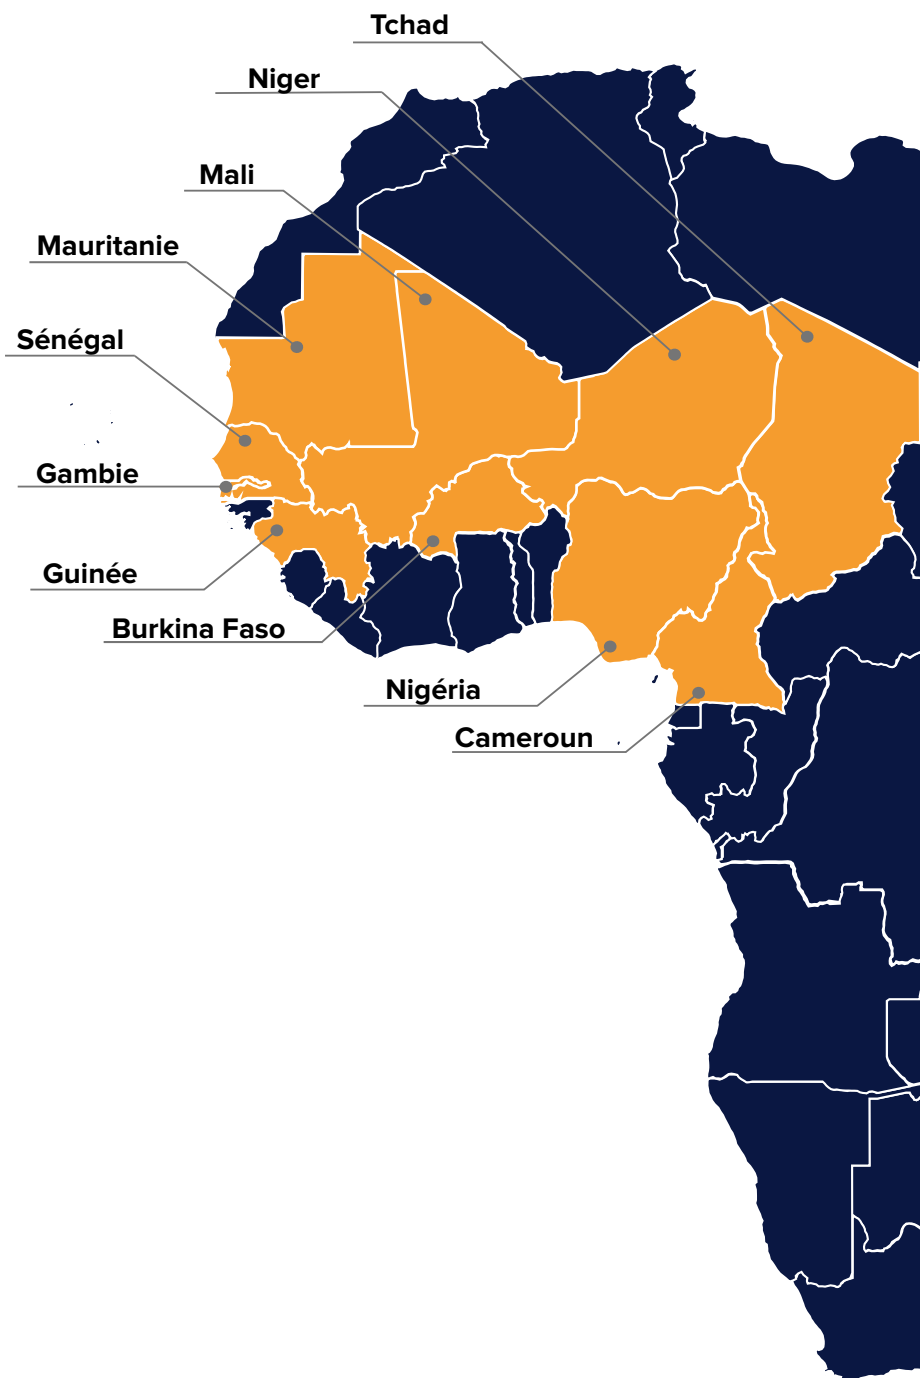 Tchad
Niger
Mali
Mauritanie
Sénégal
Gambie
Guinée
Burkina Faso
Nigéria
Cameroun